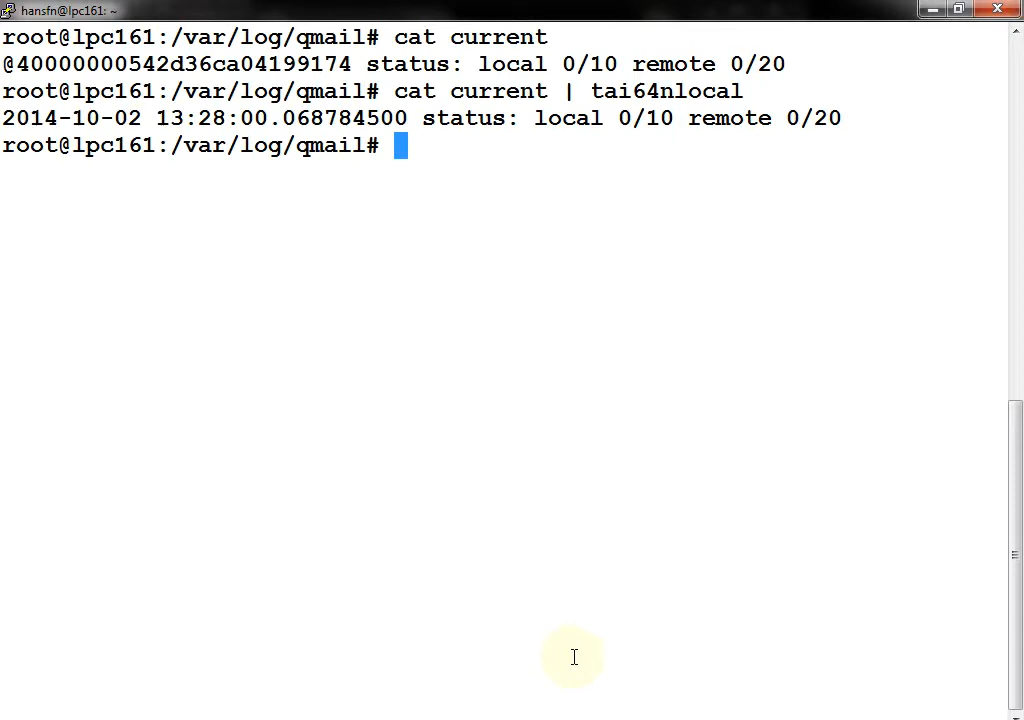 hansfn@lpc161: ~
root@lpc161:/var/log/qmail# cat current
@40000000542d36ca04199174 status: local 0/10 remote 0/20
root@lpc161:/var/log/qmail# cat current | tai64nlocal
2014-10-02 13:28:00.068784500 status: local 0/10 remote 0/20
root@lpc161:/var/log/qmail#